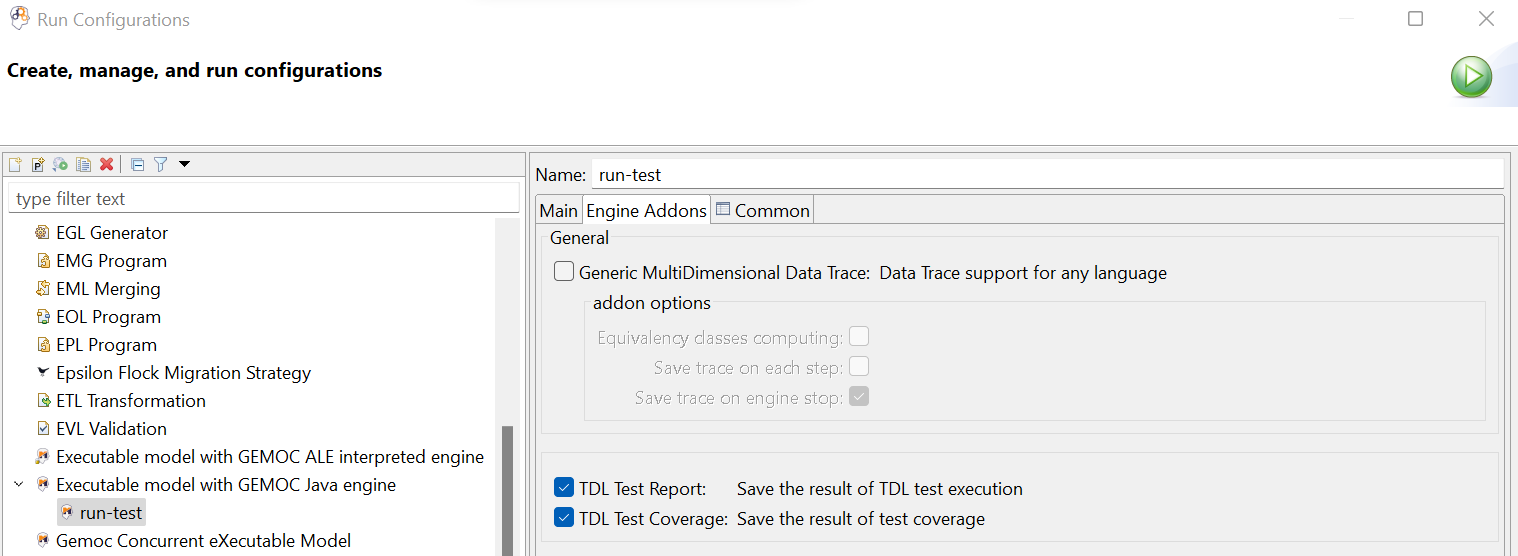 Run Configurations
Create, manage, and run configurations
type filter text
EGL Generator
EMG Program
EML Merging
EOL Program
EPL Program
Epsilon Flock Migration Strategy
ETL Transformation
EVL Validation
Executable model with GEMOC ALE interpreted engine
Executable model with GEMOC Java engine
run-test
Gemoc Concurrent eXecutable Model
Name: run-test
Main Engine Addons Common
General
Generic MultiDimensional Data Trace: Data Trace support for any language
addon options
Equivalency classes computing:
Save trace on each step:
Save trace on engine stop:
TDL Test Report: Save the result of TDL test execution
TDL Test Coverage: Save the result of test coverage